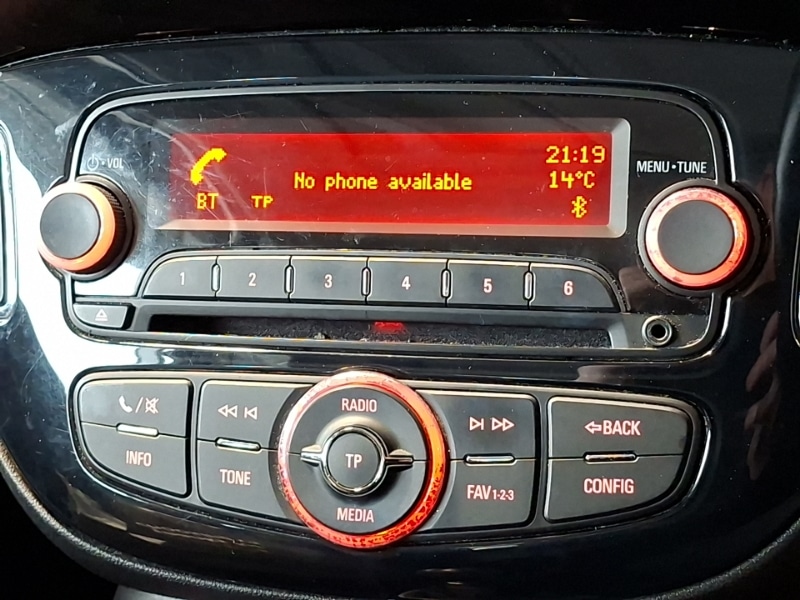 ⏻•VOL
21:19
MENU•TUNE
No phone available
14°C
BT TP
1 2 3 4 5 6
RADIO
BACK
INFO
TONE
TP
FAV1-2-3
CONFIG
MEDIA